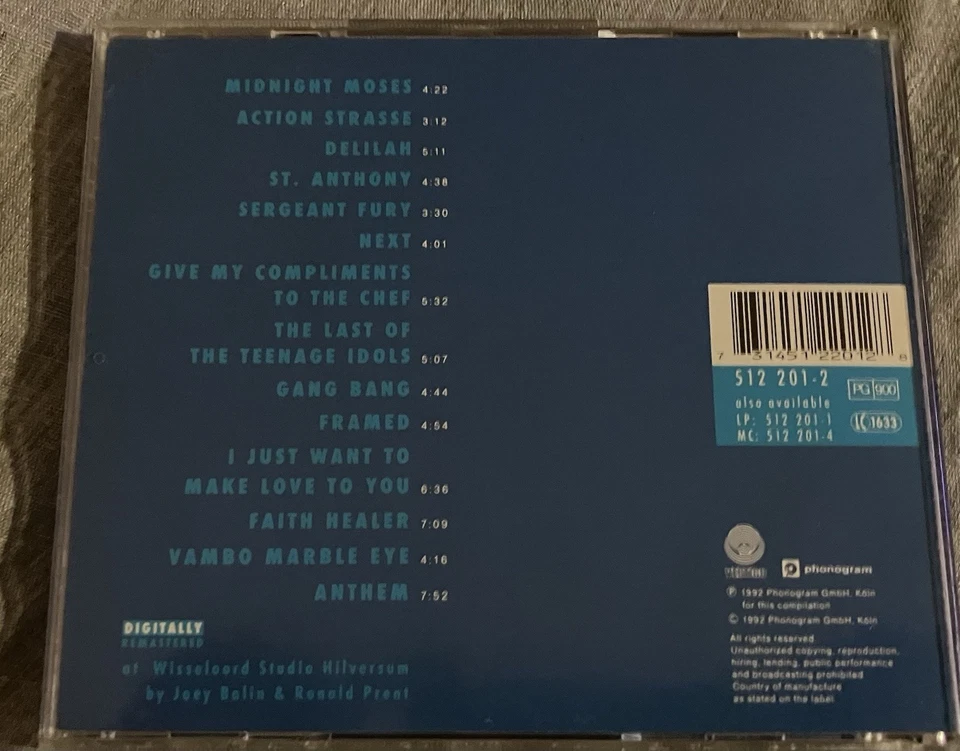 MIDNIGHT MOSES 4:22
ACTION STRASSE 3:12
DELILAH 5:11
ST. ANTHONY 4:38
SERGEANT FURY 3:30
NEXT 4:01
GIVE MY COMPLIMENTS
TO THE CHEF 5:32
THE LAST OF
THE TEENAGE IDOLS 5:07
GANG BANG 4:44
FRAMED 4:54
I JUST WANT TO
MAKE LOVE TO YOU 6:36
FAITH HEALER 7:09
VAMBO MARBLE EYE 4:16
ANTHEM 7:52
DIGITALLY
REMASTERED
at Wisseloord Studio Hilversum
by Joey Balin & Ronald Prent
7 31451 22012 8
512 201-2
also available
LP: 512 201-1
MC: 512 201-4
PG 900
LC 1633
phonogram
℗ 1992 Phonogram GmbH, Köln
for this compilation
© 1992 Phonogram GmbH, Köln
All rights reserved.
Unauthorized copying, reproduction,
hiring, lending, public performance
and broadcasting prohibited
Country of manufacture
as stated on the label